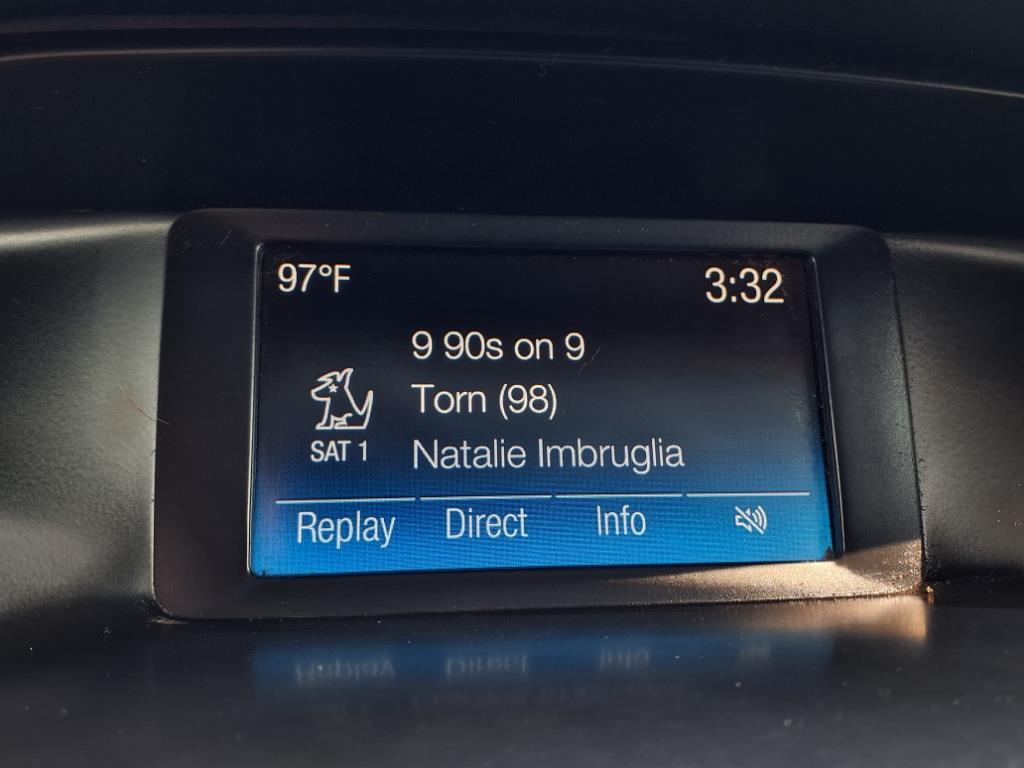 97°F
3:32
9 90s on 9
Torn (98)
SAT 1
Natalie Imbruglia
Replay
Direct
Info